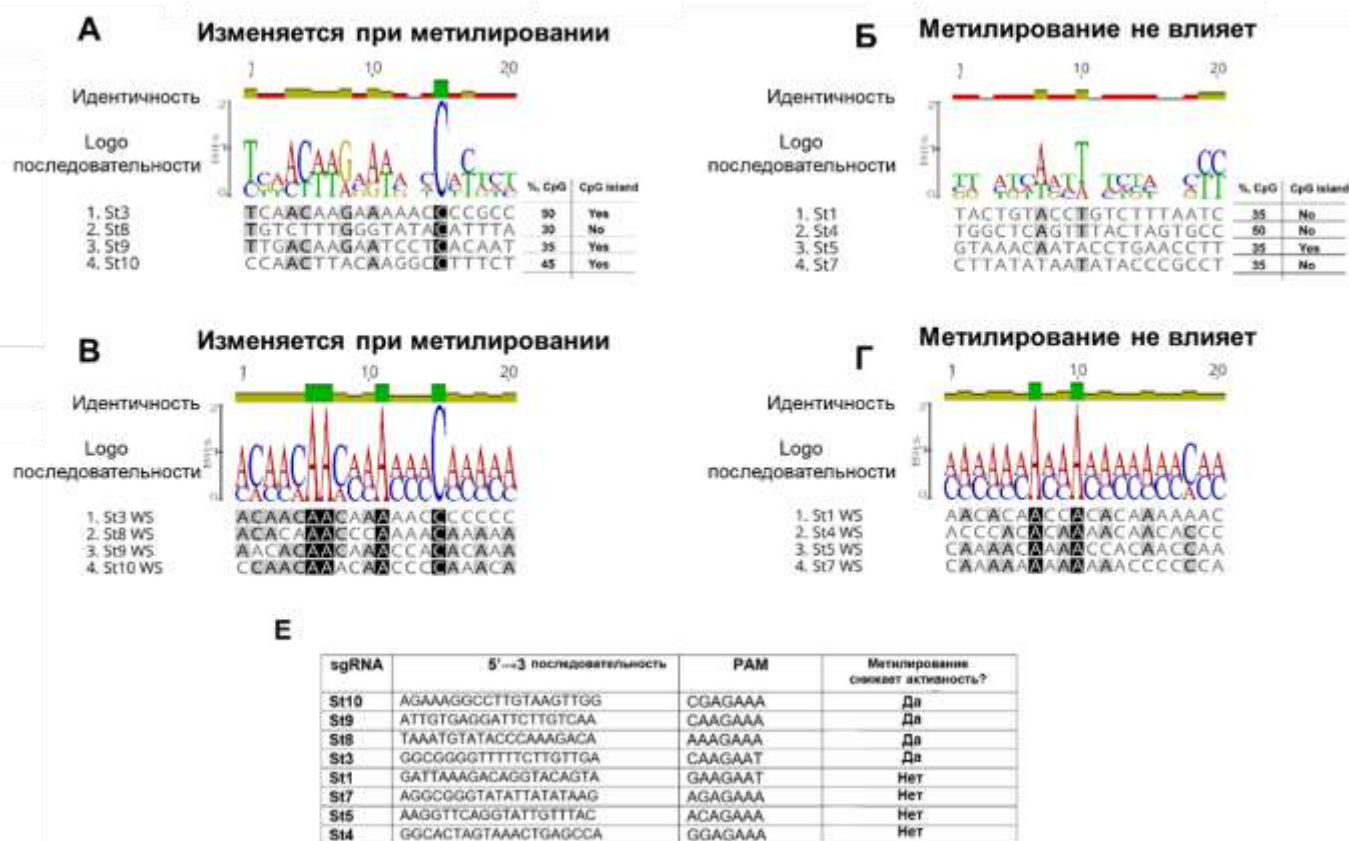 А
Изменяется при метилировании
1 10 20
Идентичность
Logo
последовательности
%, CpG CpG island
1. St3 TCAACAAGAAAAACCCCGCC 50 Yes
2. St8 TGTCTTTGGGTATACATTTA 30 No
3. St9 TTGACAAGAATCCTCACAAT 35 Yes
4. St10 CCAACTTACAAGGCCTTTCT 45 Yes
Б
Метилирование не влияет
1 10 20
Идентичность
Logo
последовательности
%, CpG CpG island
1. St1 TACTGTACCTGTCTTTAATC 35 No
2. St4 TGGCTCAGTTTACTAGTGCC 50 No
3. St5 GTAAACAATACCTGAACCTT 35 Yes
4. St7 CTTATATAATATACCCGCCT 35 No
В
Изменяется при метилировании
1 10 20
Идентичность
Logo
последовательности
1. St3 WS ACAACAACAAAAACCCCCCC
2. St8 WS ACACAAACCCAAAACAAAAA
3. St9 WS AACACAACAAACCACACAAA
4. St10 WS CCAACAAACAACCCCAAACA
Г
Метилирование не влияет
1 10 20
Идентичность
Logo
последовательности
1. St1 WS AACACAACCACACAAAAAAC
2. St4 WS ACCCACACAAAACAACACCC
3. St5 WS CAAAACAAAACCACAACCAA
4. St7 WS CAAAAAAAAAAAACCCCCCA
Е
sgRNA 5'→3 последовательность PAM Метилирование
снижает активность?
St10 AGAAAGGCCTTGTAAGTTGG CGAGAAA Да
St9 ATTGTGAGGATTCTTGTCAA CAAGAAA Да
St8 TAAATGTATACCCAAAGACA AAAGAAA Да
St3 GGCGGGGTTTTTCTTGTTGA CAAGAAT Да
St1 GATTAAAGACAGGTACAGTA GAAGAAT Нет
St7 AGGCGGGTATATTATATAAG AGAGAAA Нет
St5 AAGGTTCAGGTATTGTTTAC ACAGAAA Нет
St4 GGCACTAGTAAACTGAGCCA GGAGAAA Нет